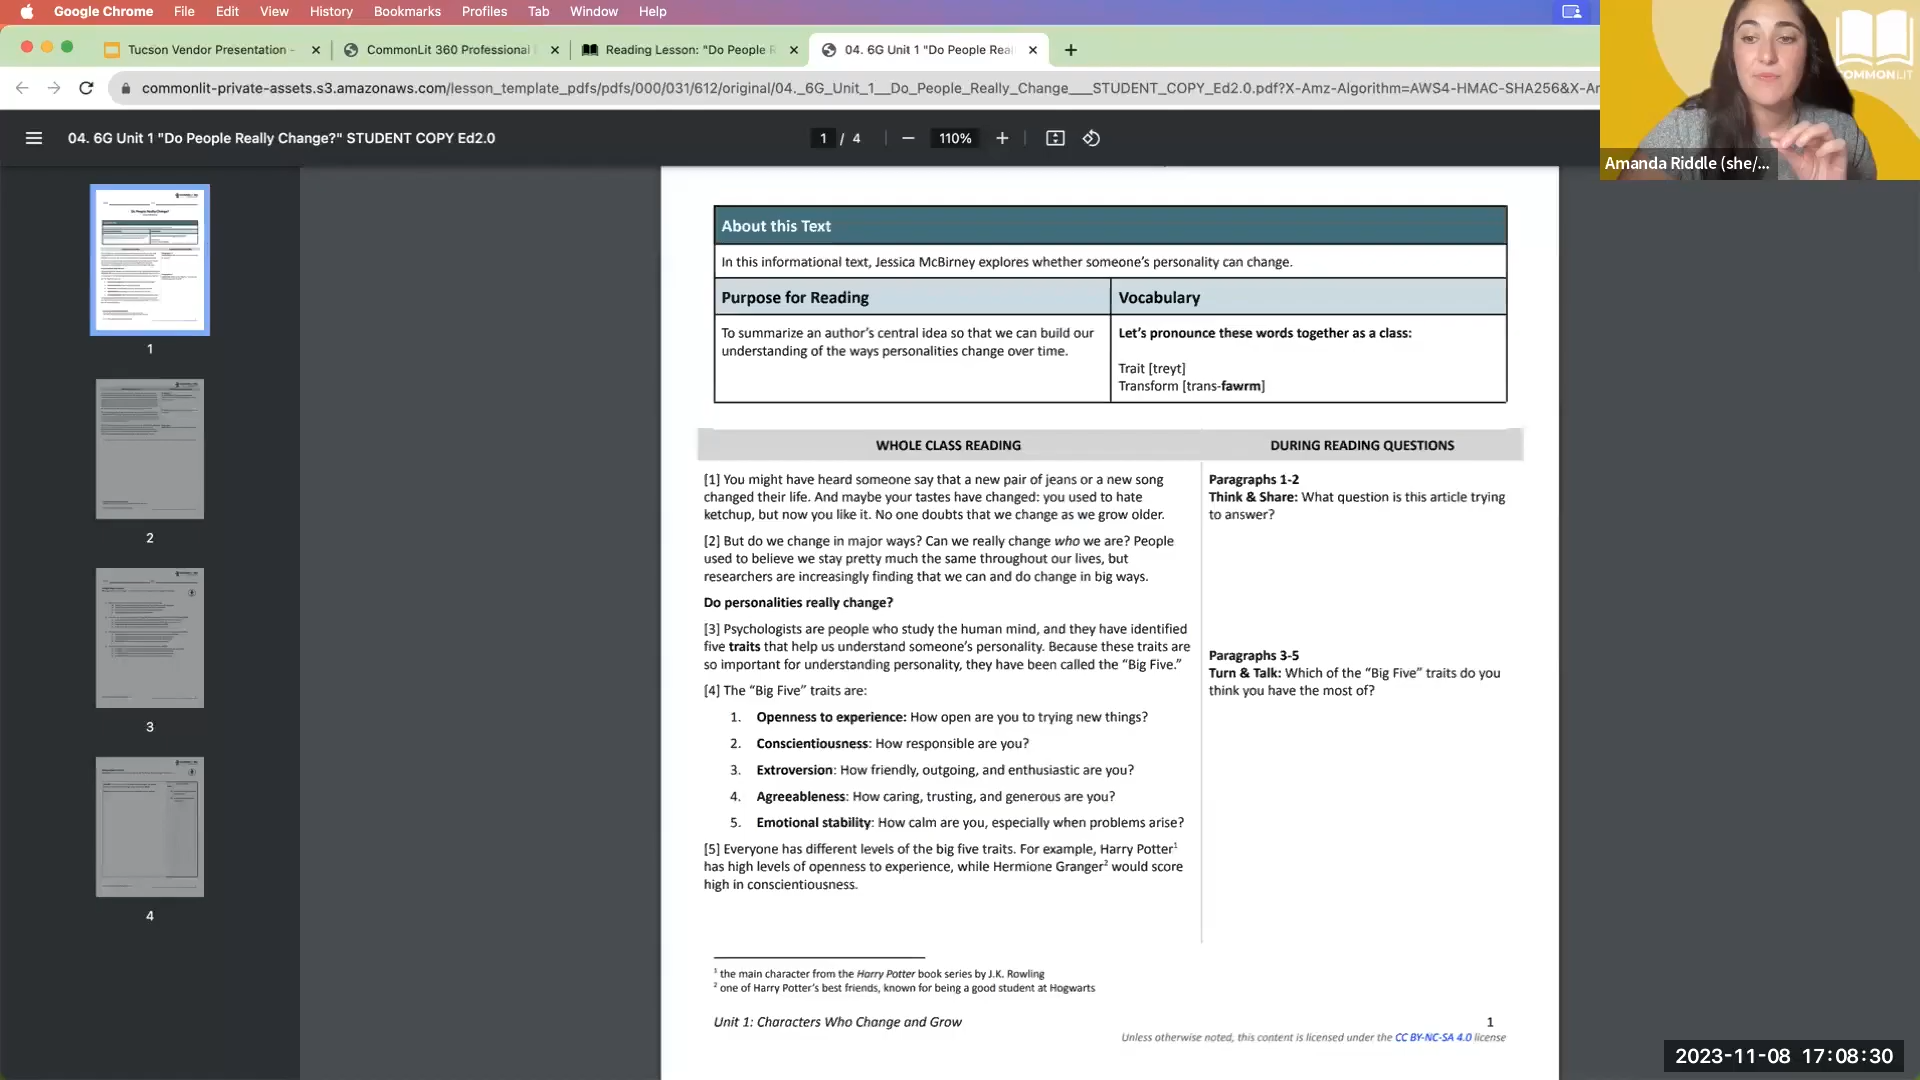 Google Chrome File Edit View History Bookmarks Profiles Tab Window Help
Tucson Vendor Presentation - CommonLit 360 Professional Reading Lesson: "Do People R 04. 6G Unit 1 "Do People Real
commonlit-private-assets.s3.amazonaws.com/lesson_template_pdfs/pdfs/000/031/612/original/04._6G_Unit_1__Do_People_Really_Change___STUDENT_COPY_Ed2.0.pdf?X-Amz-Algorithm=AWS4-HMAC-SHA256&X-Ar
COMMONLIT
Amanda Riddle (she/...
04. 6G Unit 1 "Do People Really Change?" STUDENT COPY Ed2.0
1 / 4
110%
1
2
3
4
About this Text
In this informational text, Jessica McBirney explores whether someone's personality can change.
Purpose for Reading
To summarize an author's central idea so that we can build our
understanding of the ways personalities change over time.
Vocabulary
Let's pronounce these words together as a class:
Trait [treyt]
Transform [trans-fawrm]
WHOLE CLASS READING
[1] You might have heard someone say that a new pair of jeans or a new song
changed their life. And maybe your tastes have changed: you used to hate
ketchup, but now you like it. No one doubts that we change as we grow older.
[2] But do we change in major ways? Can we really change who we are? People
used to believe we stay pretty much the same throughout our lives, but
researchers are increasingly finding that we can and do change in big ways.
Do personalities really change?
[3] Psychologists are people who study the human mind, and they have identified
five traits that help us understand someone's personality. Because these traits are
so important for understanding personality, they have been called the “Big Five.”
[4] The “Big Five” traits are:
1. Openness to experience: How open are you to trying new things?
2. Conscientiousness: How responsible are you?
3. Extroversion: How friendly, outgoing, and enthusiastic are you?
4. Agreeableness: How caring, trusting, and generous are you?
5. Emotional stability: How calm are you, especially when problems arise?
[5] Everyone has different levels of the big five traits. For example, Harry Potter1
has high levels of openness to experience, while Hermione Granger2 would score
high in conscientiousness.
DURING READING QUESTIONS
Paragraphs 1-2
Think & Share: What question is this article trying
to answer?
Paragraphs 3-5
Turn & Talk: Which of the “Big Five” traits do you
think you have the most of?
1 the main character from the Harry Potter book series by J.K. Rowling
2 one of Harry Potter's best friends, known for being a good student at Hogwarts
Unit 1: Characters Who Change and Grow
1
Unless otherwise noted, this content is licensed under the CC BY-NC-SA 4.0 license
2023-11-08 17:08:30